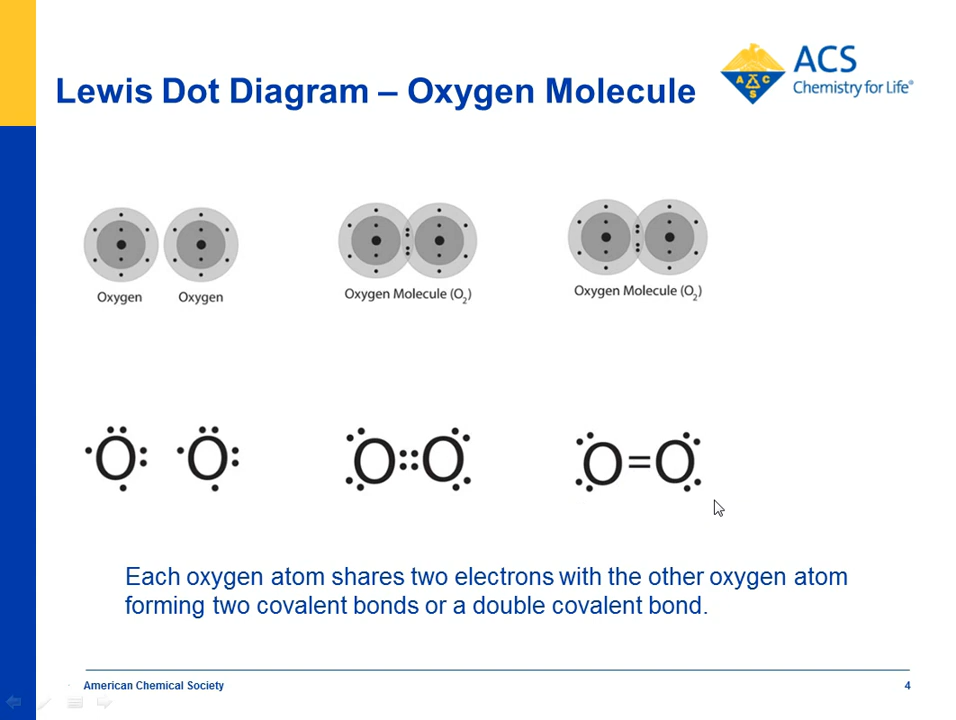 Lewis Dot Diagram – Oxygen Molecule
ACS
Chemistry for Life®
A C S
Oxygen Oxygen
Oxygen Molecule (O₂)
Oxygen Molecule (O₂)
O O
O::O
O=O
Each oxygen atom shares two electrons with the other oxygen atom
forming two covalent bonds or a double covalent bond.
American Chemical Society 4